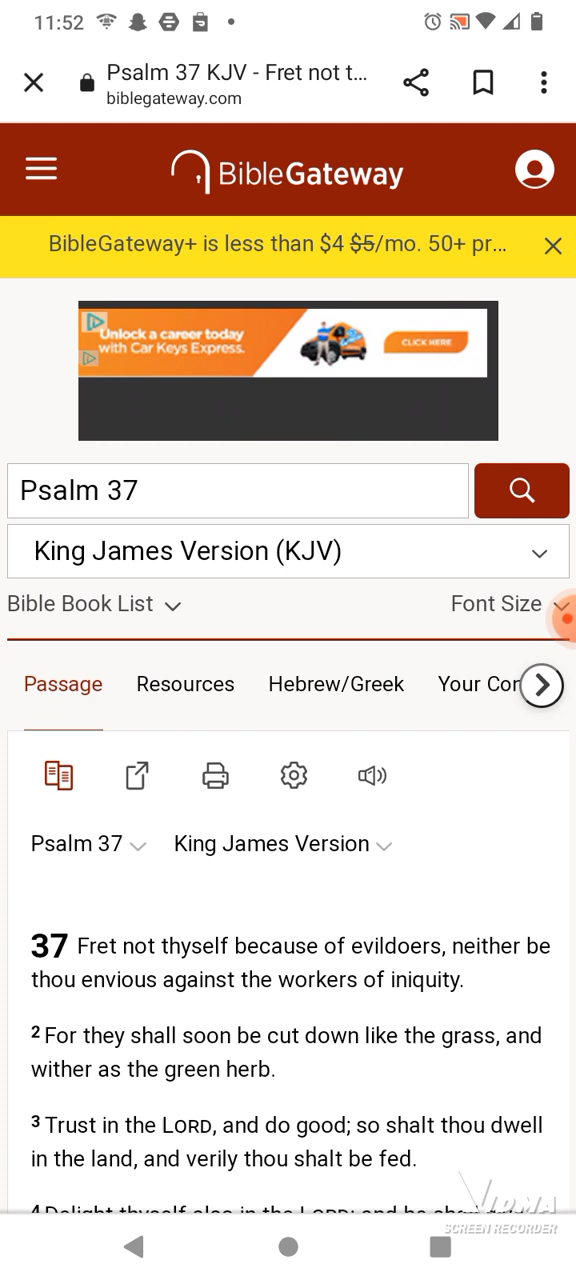 11:52
Psalm 37 KJV - Fret not t...
biblegateway.com
BibleGateway
BibleGateway+ is less than $4 $5/mo. 50+ pr...
Unlock a career today
with Car Keys Express.
CLICK HERE
Psalm 37
King James Version (KJV)
Bible Book List
Font Size
Passage Resources Hebrew/Greek Your Con
Psalm 37 King James Version
37 Fret not thyself because of evildoers, neither be
thou envious against the workers of iniquity.
2 For they shall soon be cut down like the grass, and
wither as the green herb.
3 Trust in the LORD, and do good; so shalt thou dwell
in the land, and verily thou shalt be fed.
4 Delight thyself also in the LORD: and he
VIDMA
SCREEN RECORDER